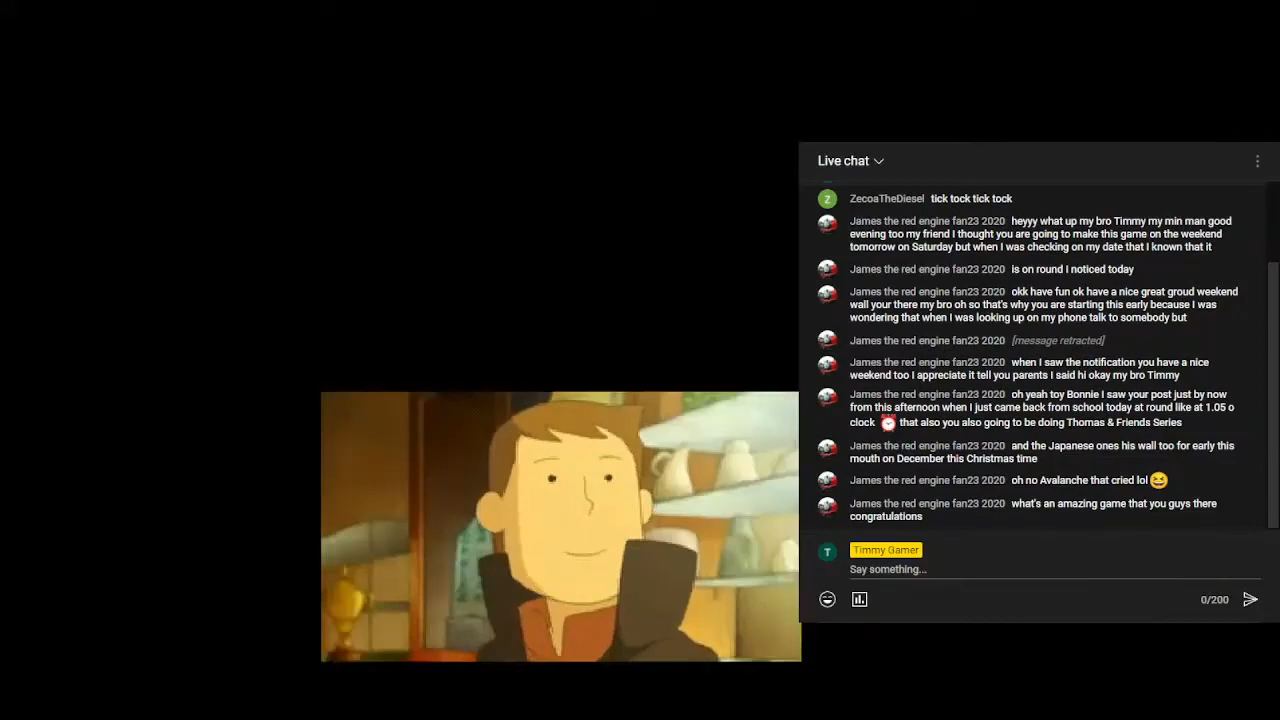 Live chat
Z ZecoaTheDiesel tick tock tick tock
James the red engine fan23 2020 heyyy what up my bro Timmy my min man good
evening too my friend I thought you are going to make this game on the weekend
tomorrow on Saturday but when I was checking on my date that I known that it
James the red engine fan23 2020 is on round I noticed today
James the red engine fan23 2020 okk have fun ok have a nice great groud weekend
wall your there my bro oh so that's why you are starting this early because I was
wondering that when I was looking up on my phone talk to somebody but
James the red engine fan23 2020 [message retracted]
James the red engine fan23 2020 when I saw the notification you have a nice
weekend too I appreciate it tell you parents I said hi okay my bro Timmy
James the red engine fan23 2020 oh yeah toy Bonnie I saw your post just by now
from this afternoon when I just came back from school today at round like at 1.05 o
clock ⏰ that also you also going to be doing Thomas & Friends Series
James the red engine fan23 2020 and the Japanese ones his wall too for early this
mouth on December this Christmas time
James the red engine fan23 2020 oh no Avalanche that cried lol 😆
James the red engine fan23 2020 what's an amazing game that you guys there
congratulations
T Timmy Gamer
Say something...
0/200